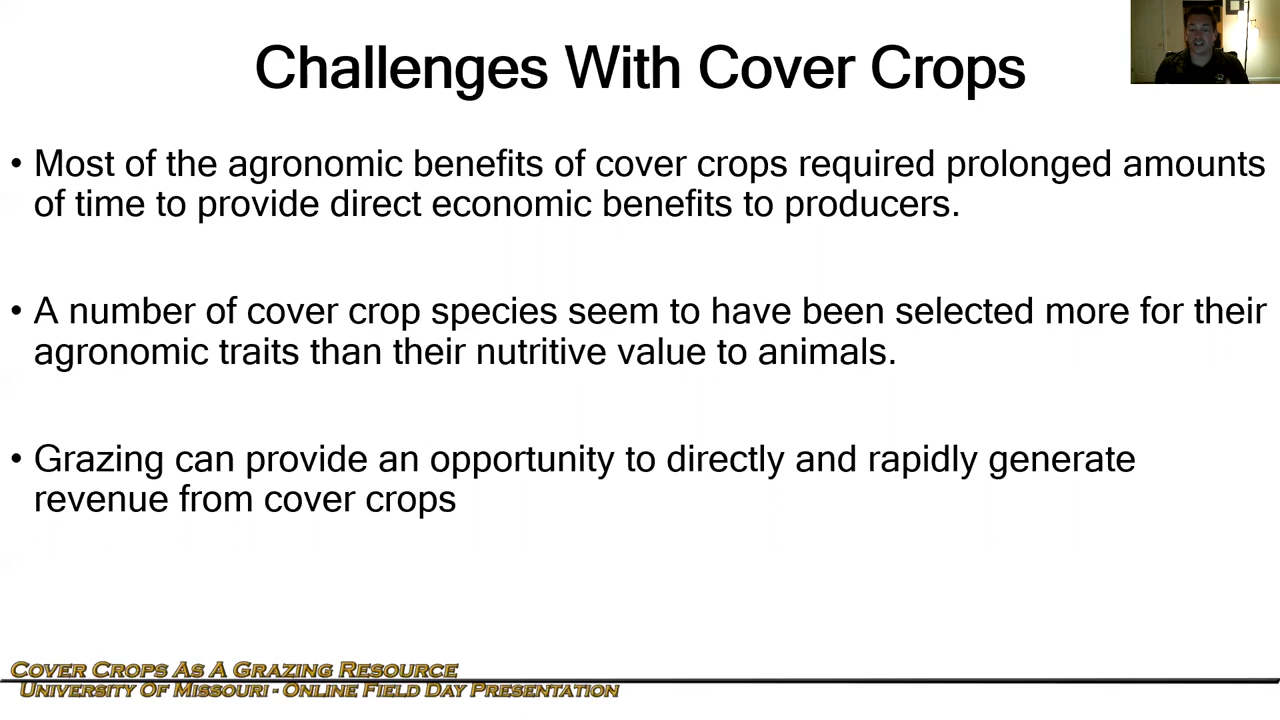 Challenges With Cover Crops
• Most of the agronomic benefits of cover crops required prolonged amounts
of time to provide direct economic benefits to producers.
• A number of cover crop species seem to have been selected more for their
agronomic traits than their nutritive value to animals.
• Grazing can provide an opportunity to directly and rapidly generate
revenue from cover crops
Cover Crops As A Grazing Resource
University Of Missouri - Online Field Day Presentation